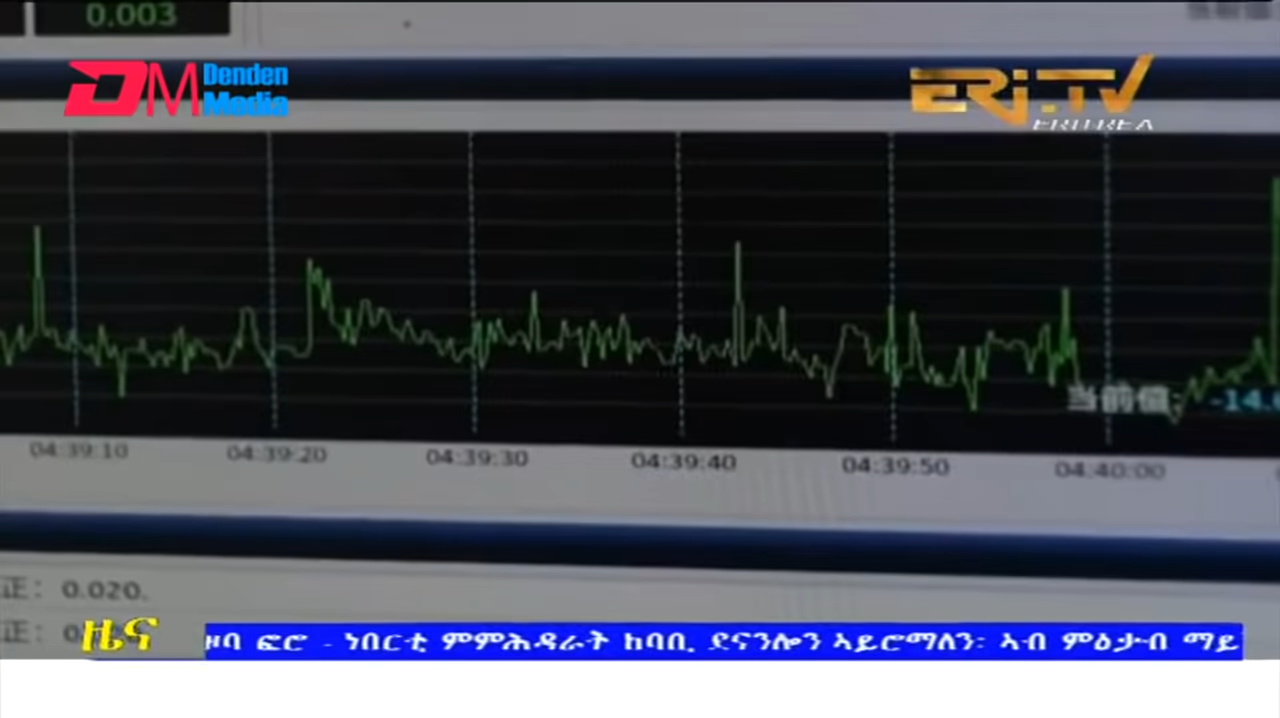 0.003
DM Denden Media
ERi.TV
ERITREA
当前值: -14.
04:39:10 04:39:20 04:39:30 04:39:40 04:39:50 04:40:00
正: 0.020.
正:
ዜና
ዞባ ፎሮ - ነበርቲ ምምሕዳራት ከባቢ ደናንሎን ኣይሮማለን፡ ኣብ ምዕታብ ማይ